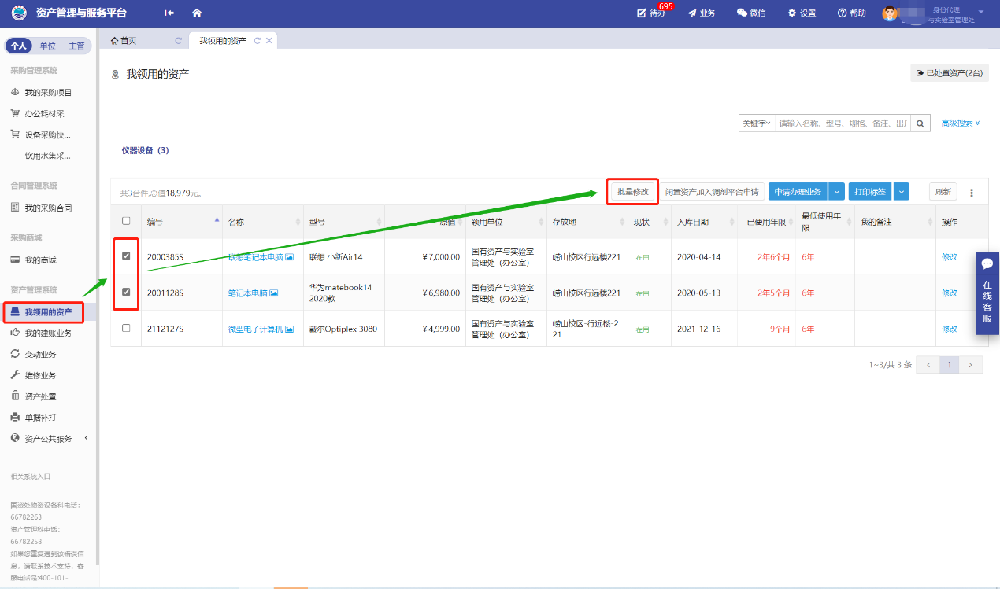 资产管理与服务平台
待办
695
业务
微信
设置
帮助
身份代理
与实验室管理处
个人 单位 主管
采购管理系统
我的采购项目
办公耗材采...
设备采购快...
饮用水集采...
合同管理系统
我的采购合同
采购商城
我的商城
资产管理系统
我领用的资产
我的建账业务
变动业务
维修业务
资产处置
单据补打
资产公共服务
相关系统入口
国资处物资设备科电话：
66782263
资产管理科电话：
66782258
如果您重复遇到该错误信
息，请联系技术支持：客
服电话是:400-101-
首页
我领用的资产
我领用的资产
已处置资产(2台)
关键字 请输入名称、型号、规格、备注、出厂
高级搜索
仪器设备（3）
共3台件,总值18,979元。
批量修改 闲置资产加入调剂平台申请 申请办理业务 打印标签 刷新
编号 名称 型号 原值 领用单位 存放地 现状 入库日期 已使用年限 最低使用年
限 我的备注 操作
2000385S 联想笔记本电脑 联想 小新Air14 ¥7,000.00 国有资产与实验室
管理处（办公室） 崂山校区行远楼221 在用 2020-04-14 2年6个月 6年 修改
2001128S 笔记本电脑 华为matebook14
2020款 ¥6,980.00 国有资产与实验室
管理处（办公室） 崂山校区行远楼221 在用 2020-05-13 2年5个月 6年 修改
2112127S 微型电子计算机 戴尔Optiplex 3080 ¥4,999.00 国有资产与实验室
管理处（办公室） 崂山校区-行远楼-2
21 在用 2021-12-16 9个月 6年 修改
1~3/共 3 条 1
在
线
客
服